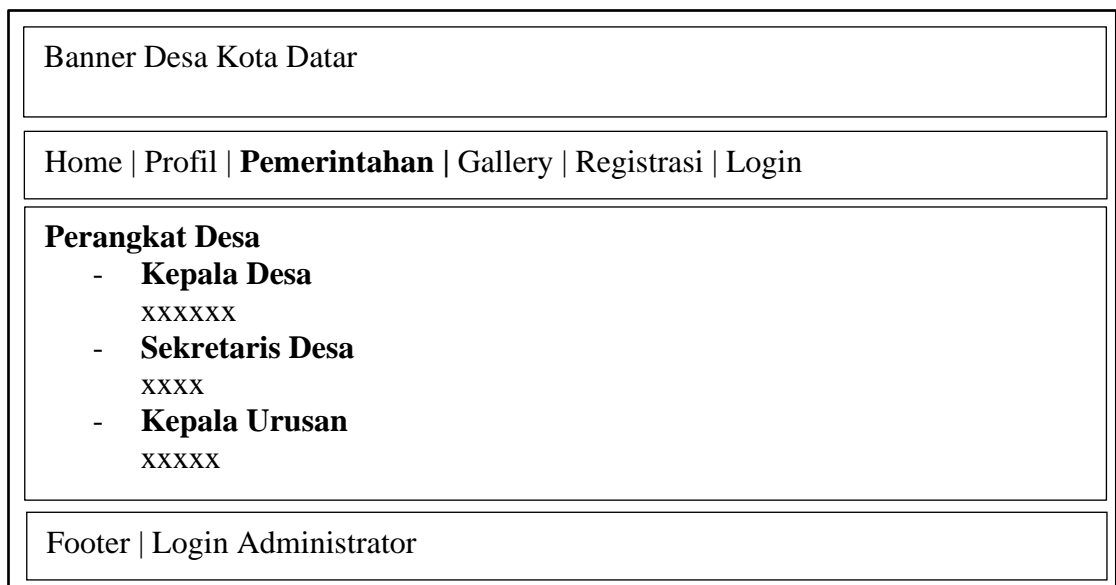 Banner Desa Kota Datar
Home | Profil | Pemerintahan | Gallery | Registrasi | Login
Perangkat Desa
- Kepala Desa
xxxxxx
- Sekretaris Desa
xxxx
- Kepala Urusan
xxxxx
Footer | Login Administrator